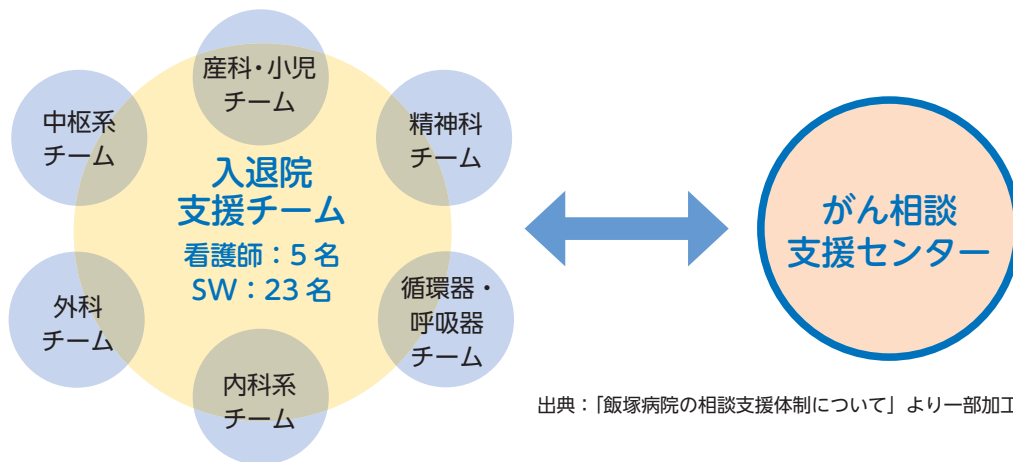 産科・小児
チーム
中枢系
チーム
精神科
チーム
入退院
支援チーム
看護師：5 名
SW：23 名
外科
チーム
循環器・
呼吸器
チーム
内科系
チーム
がん相談
支援センター
出典：「飯塚病院の相談支援体制について」より一部加工